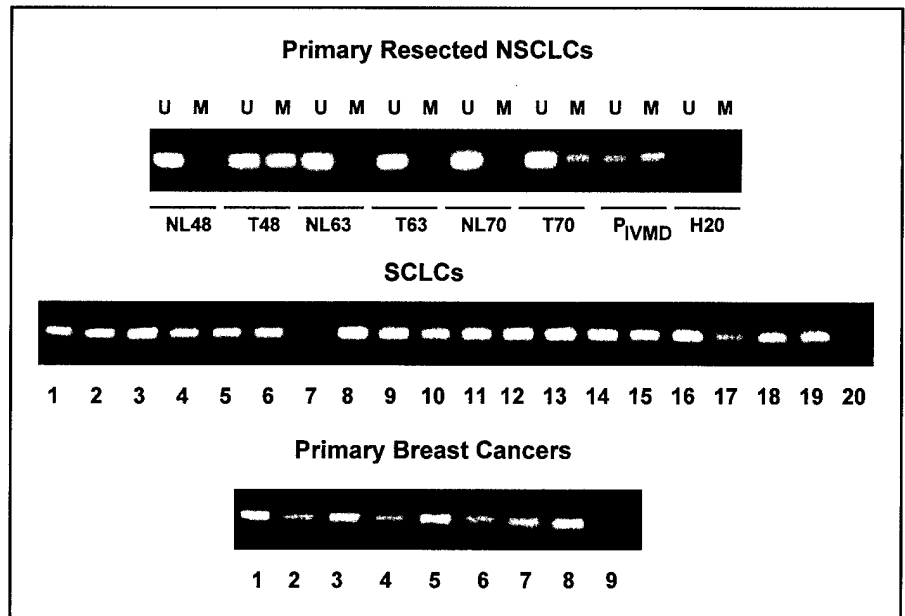 Primary Resected NSCLCs
U M U M U M U M U M U M U M U M
NL48 T48 NL63 T63 NL70 T70 PIVMD H20
SCLCs
1 2 3 4 5 6 7 8 9 10 11 12 13 14 15 16 17 18 19 20
Primary Breast Cancers
1 2 3 4 5 6 7 8 9